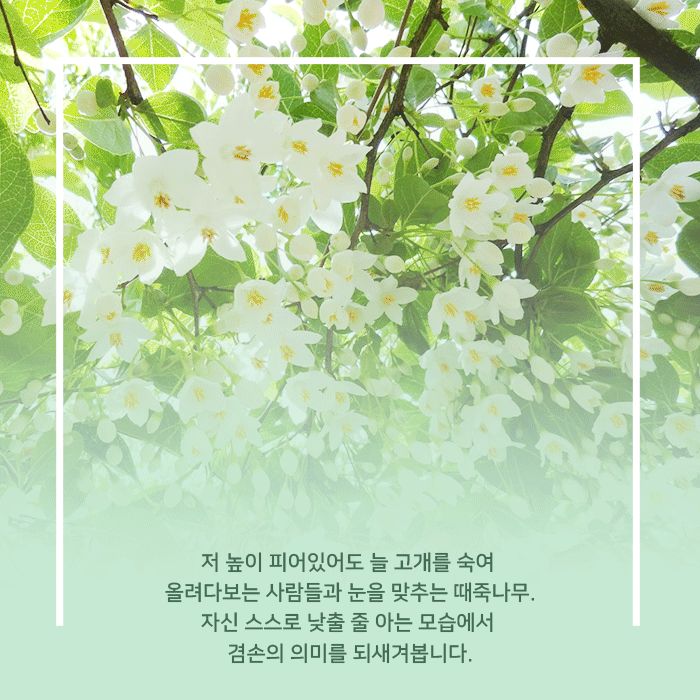 저 높이 피어있어도 늘 고개를 숙여
올려다보는 사람들과 눈을 맞추는 때죽나무.
자신 스스로 낮출 줄 아는 모습에서
겸손의 의미를 되새겨봅니다.